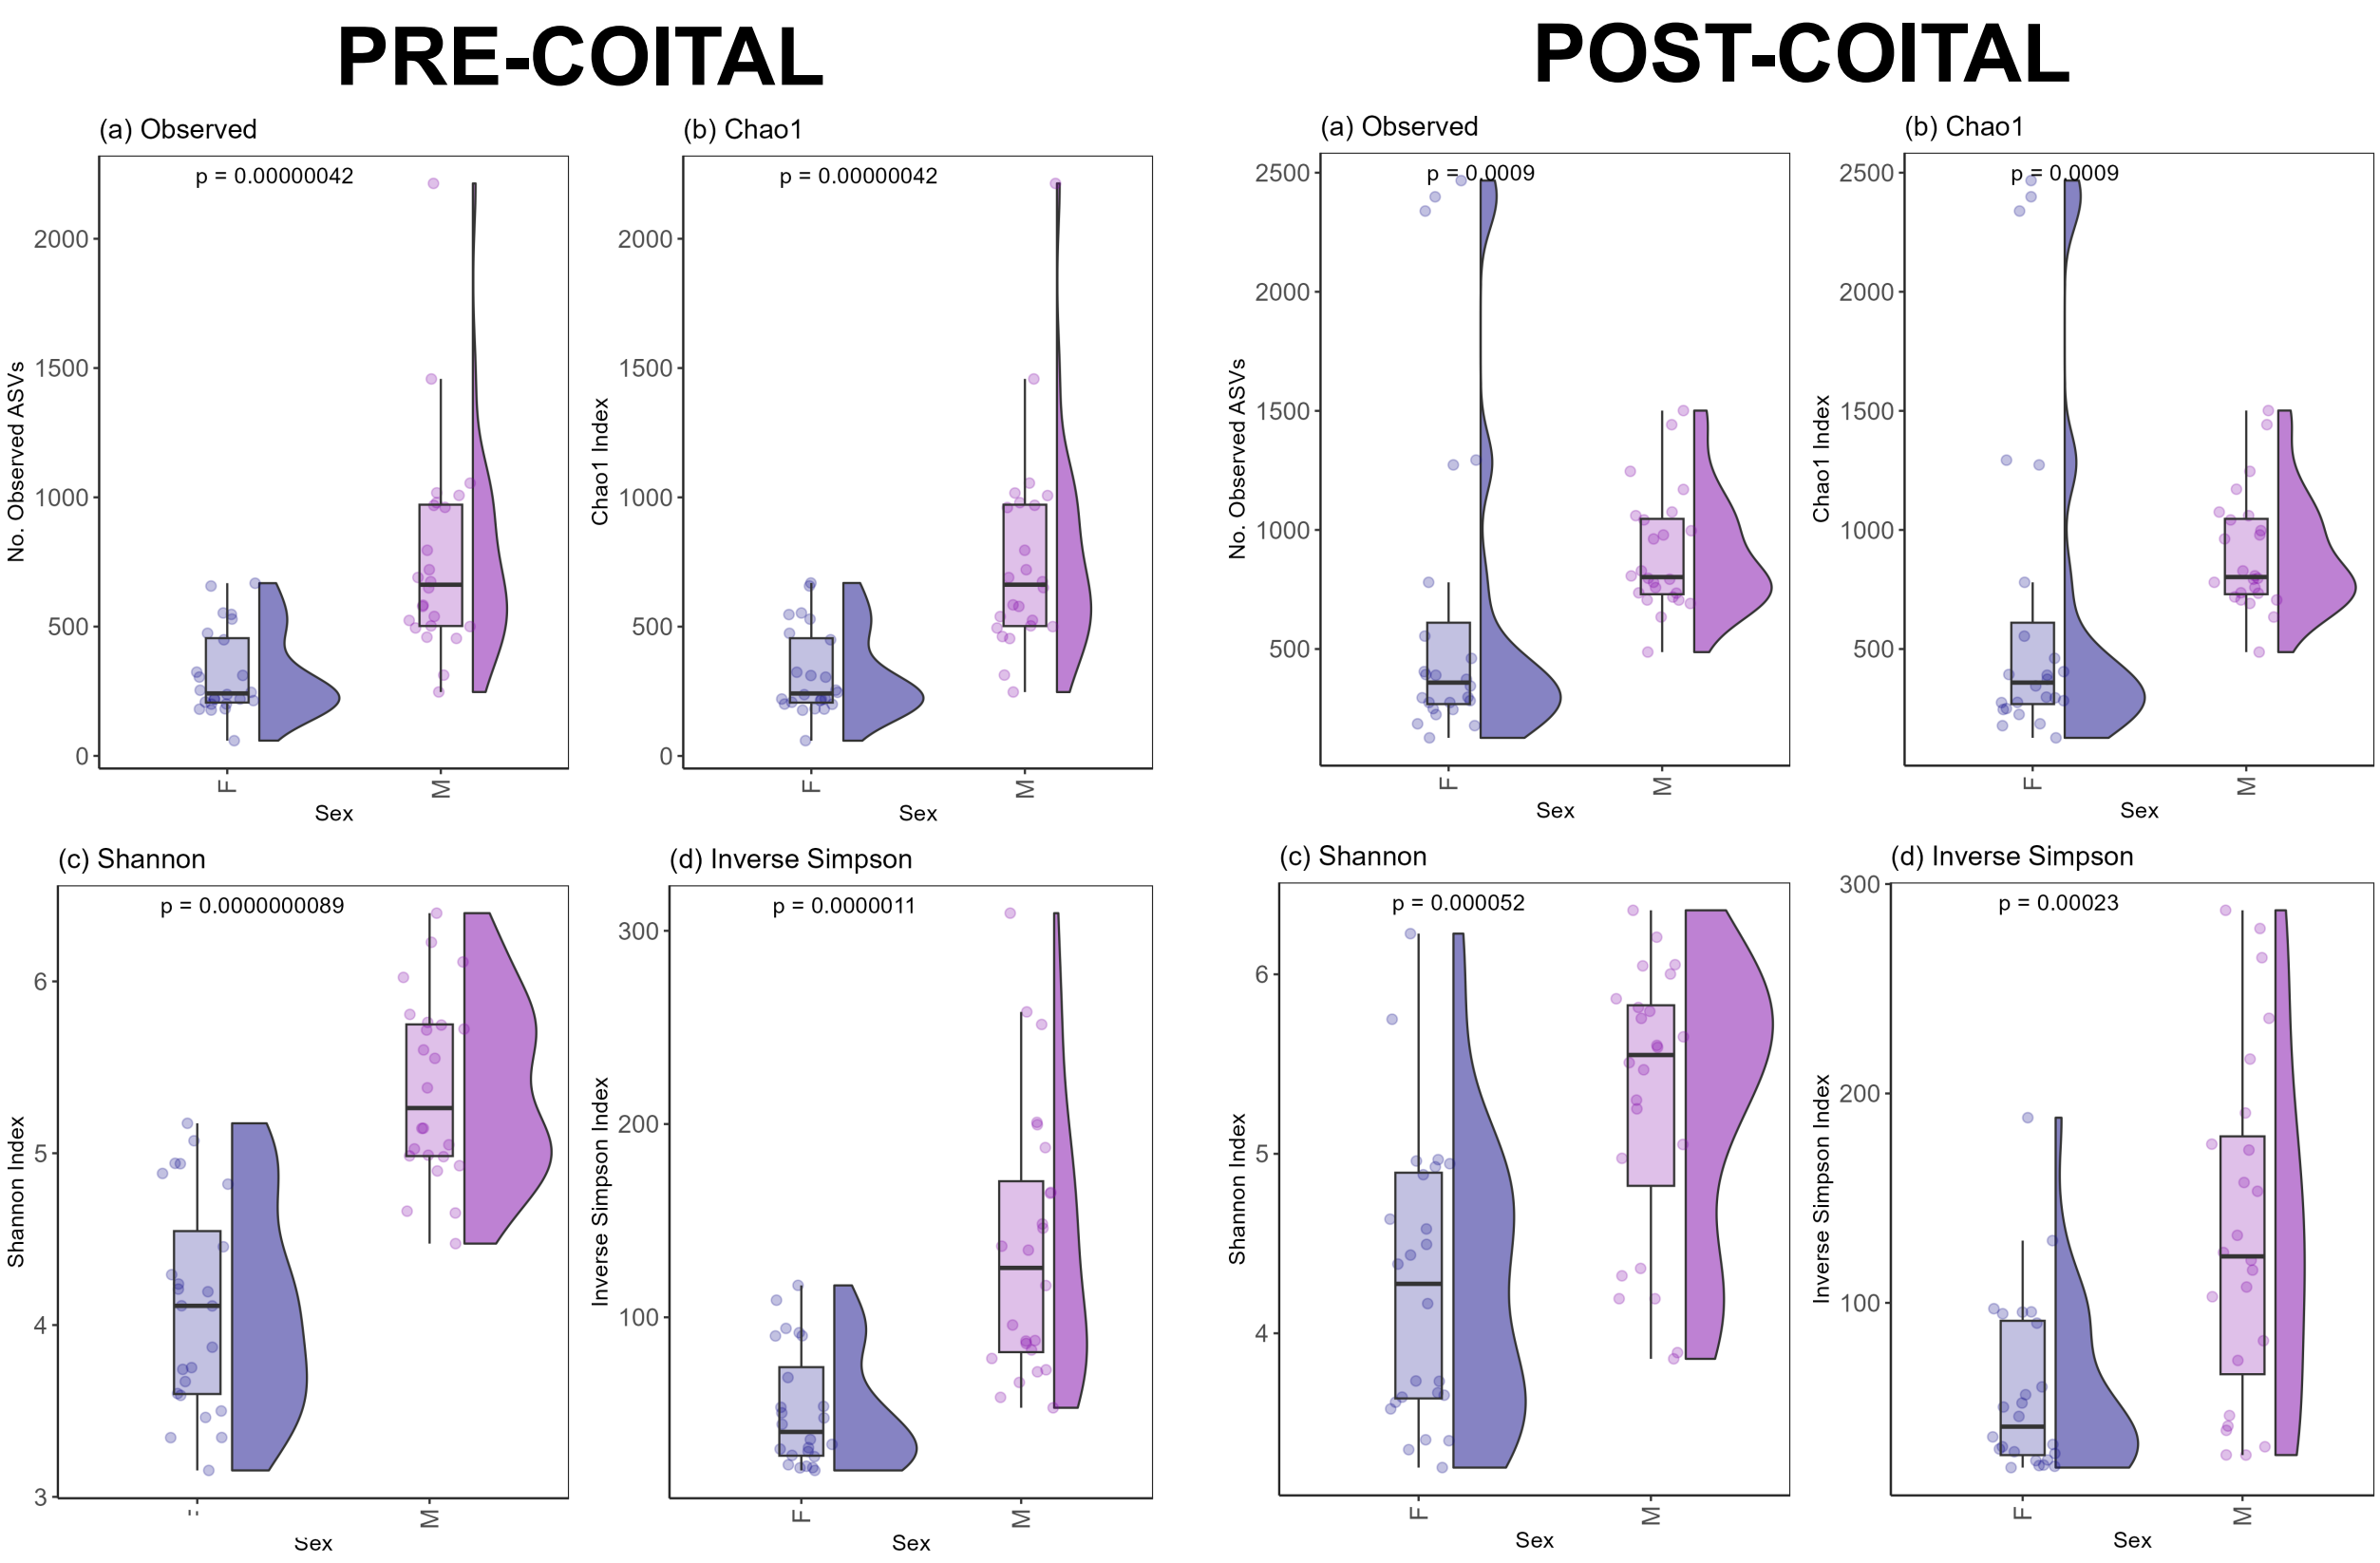 PRE-COITAL
POST-COITAL
(a) Observed
p = 0.00000042
No. Observed ASVs
2000
1500
1000
500
0
F
M
Sex
(b) Chao1
p = 0.00000042
Chao1 Index
2000
1500
1000
500
0
F
M
Sex
(a) Observed
p = 0.0009
No. Observed ASVs
2500
2000
1500
1000
500
F
M
Sex
(b) Chao1
p = 0.0009
Chao1 Index
2500
2000
1500
1000
500
F
M
Sex
(c) Shannon
p = 0.0000000089
Shannon Index
6
5
4
3
M
Sex
(d) Inverse Simpson
p = 0.0000011
Inverse Simpson Index
300
200
100
F
M
Sex
(c) Shannon
p = 0.000052
Shannon Index
6
5
4
F
M
Sex
(d) Inverse Simpson
p = 0.00023
Inverse Simpson Index
300
200
100
F
M
Sex